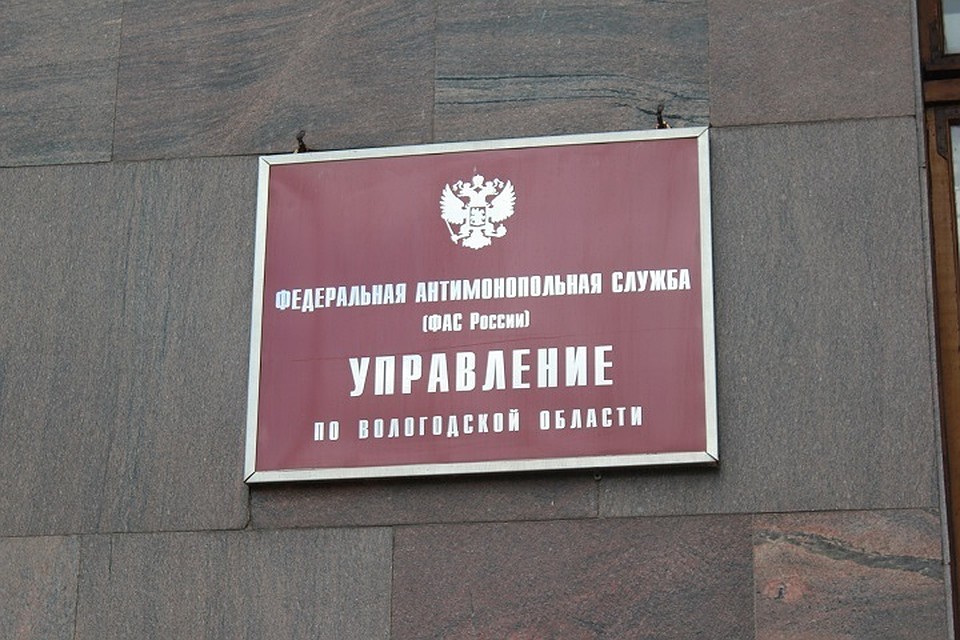 ФЕДЕРАЛЬНАЯ АНТИМОНОПОЛЬНАЯ СЛУЖБА
(ФАС России)
УПРАВЛЕНИЕ
ПО ВОЛОГОДСКОЙ ОБЛАСТИ